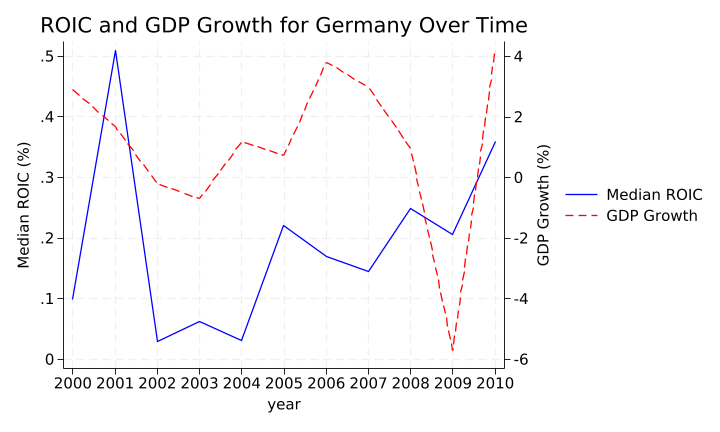 ROIC and GDP Growth for Germany Over Time
.5
.4
.3
.2
.1
0
Median ROIC (%)
4
2
0
-2
-4
-6
GDP Growth (%)
2000 2001 2002 2003 2004 2005 2006 2007 2008 2009 2010
year
Median ROIC
GDP Growth